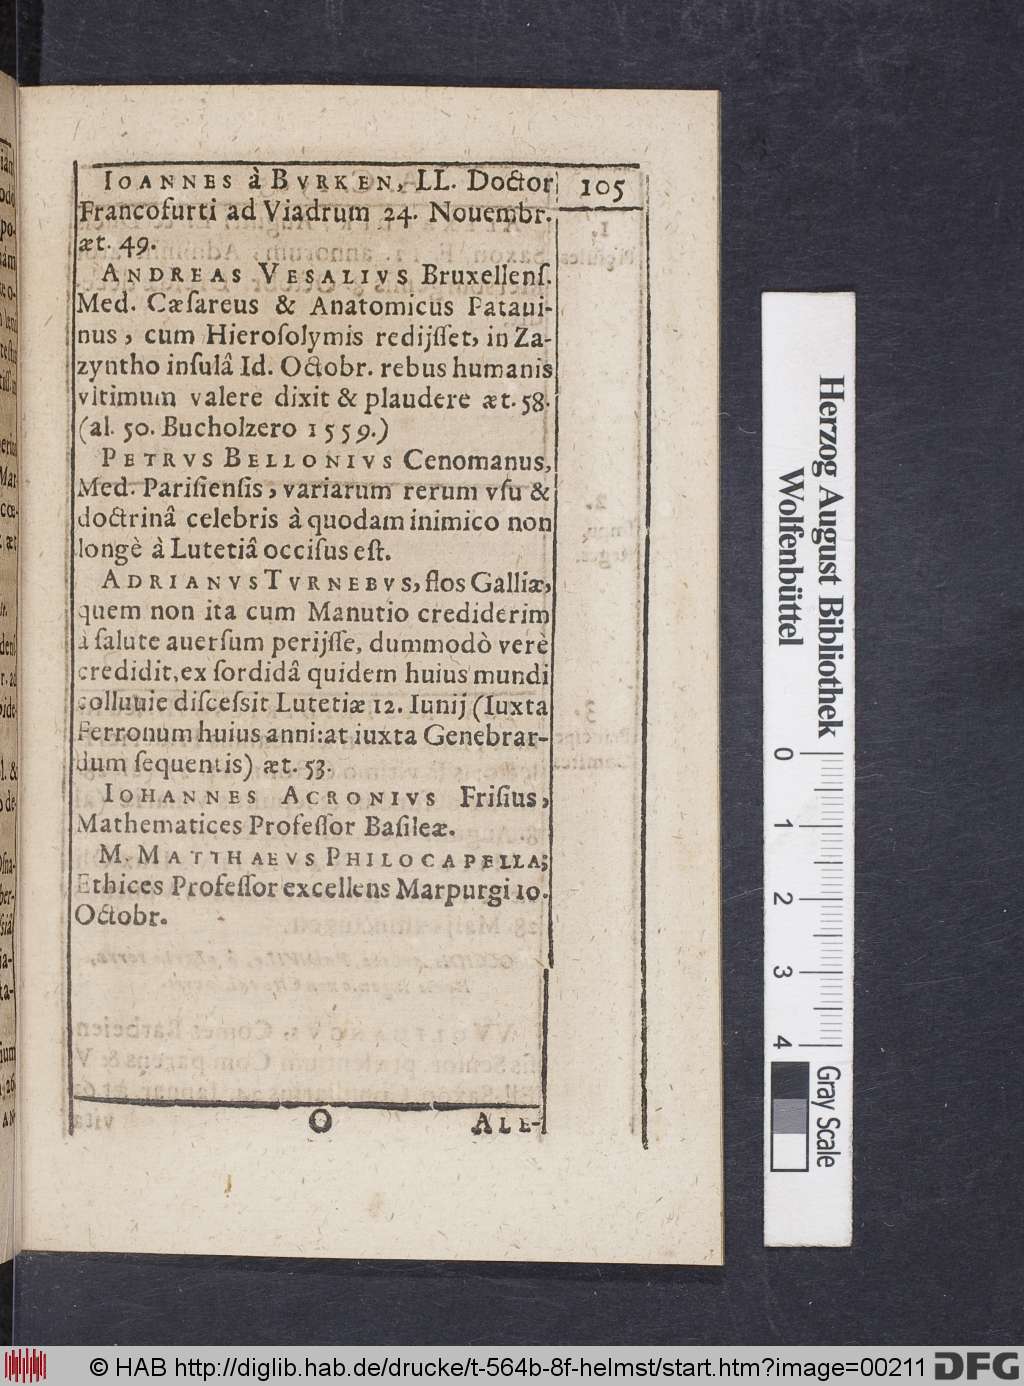 IOANNES à BVRKEN, LL. Doctor
105
Francofurti ad Viadrum 24. Nouembr.
æt. 49.
ANDREAS VESALIVS Bruxellenſ.
Med. Cæſareus & Anatomicus Pataui-
nus, cum Hieroſolymis redijſſet, in Za-
zyntho inſulâ Id. Octobr. rebus humanis
vltimum valere dixit & plaudere æt. 58.
(al. 50. Bucholzero 1559.)
PETRVS BELLONIVS Cenomanus,
Med. Pariſienſis, variarum rerum vſu &
doctrinâ celebris à quodam inimico non
longè à Lutetiâ occiſus eſt.
ADRIANVS TVRNEBVS, flos Galliæ,
quem non ita cum Manutio crediderim
à ſalute auerſum perijſſe, dummodò verè
credidit, ex ſordidâ quidem huius mundi
colluuie diſceſsit Lutetiæ 12. Iunij (Iuxta
Ferronum huius anni: at iuxta Genebrar-
dum ſequentis) æt. 53.
IOHANNES ACRONIVS Friſius,
Mathematices Profeſſor Baſileæ.
M. MATTHAEVS PHILOCAPELLA,
Ethices Profeſſor excellens Marpurgi 10.
Octobr.
O
ALE-
Herzog August Bibliothek
Wolfenbüttel
0 1 2 3 4
Gray Scale
© HAB http://diglib.hab.de/drucke/t-564b-8f-helmst/start.htm?image=00211
DFG